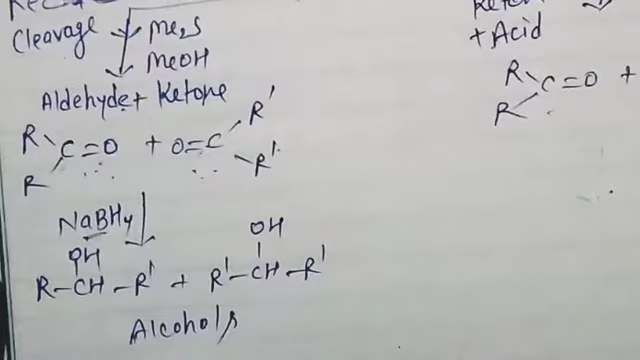 Cleavage Me₂S
MeOH
Aldehyde + Ketone
R R C=O + O=C R' R'
NaBH4
OH OH
R-CH-R' + R'-CH-R'
Alcohols
+ Acid
R R C=O +